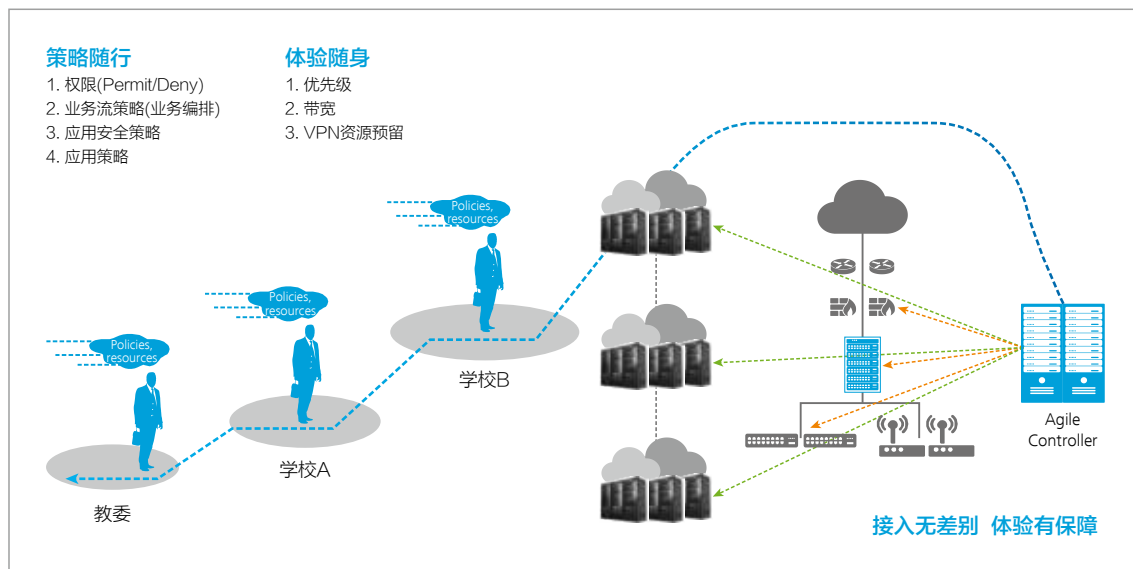 策略随行
1. 权限(Permit/Deny)
2. 业务流策略(业务编排)
3. 应用安全策略
4. 应用策略
体验随身
1. 优先级
2. 带宽
3. VPN资源预留
Policies,
resources
学校B
Policies,
resources
学校A
Policies,
resources
教委
Agile
Controller
接入无差别 体验有保障